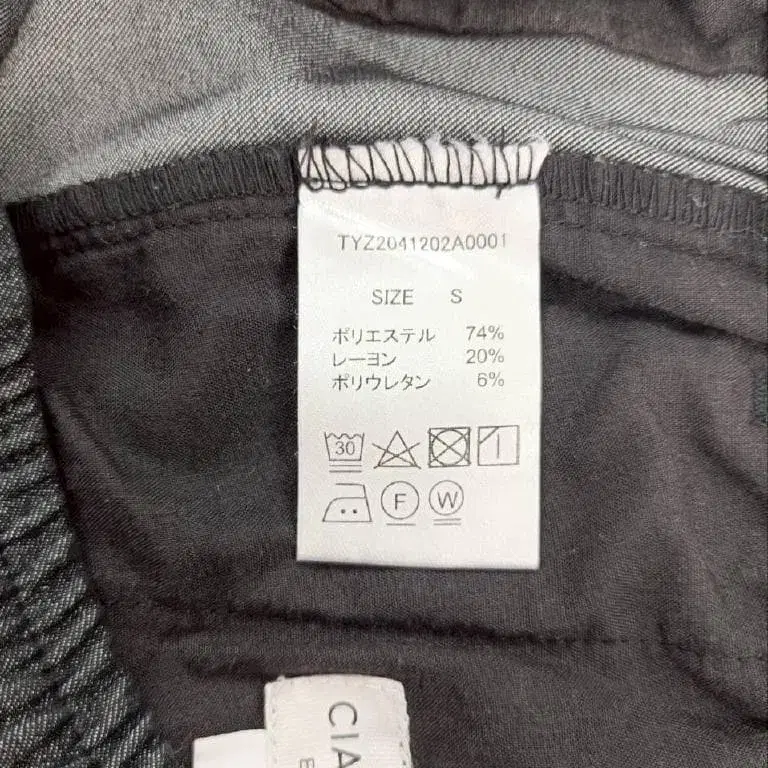 TYZ2041202A0001
SIZE S
ポリエステル 74%
レーヨン 20%
ポリウレタン 6%
30
F W
CIA